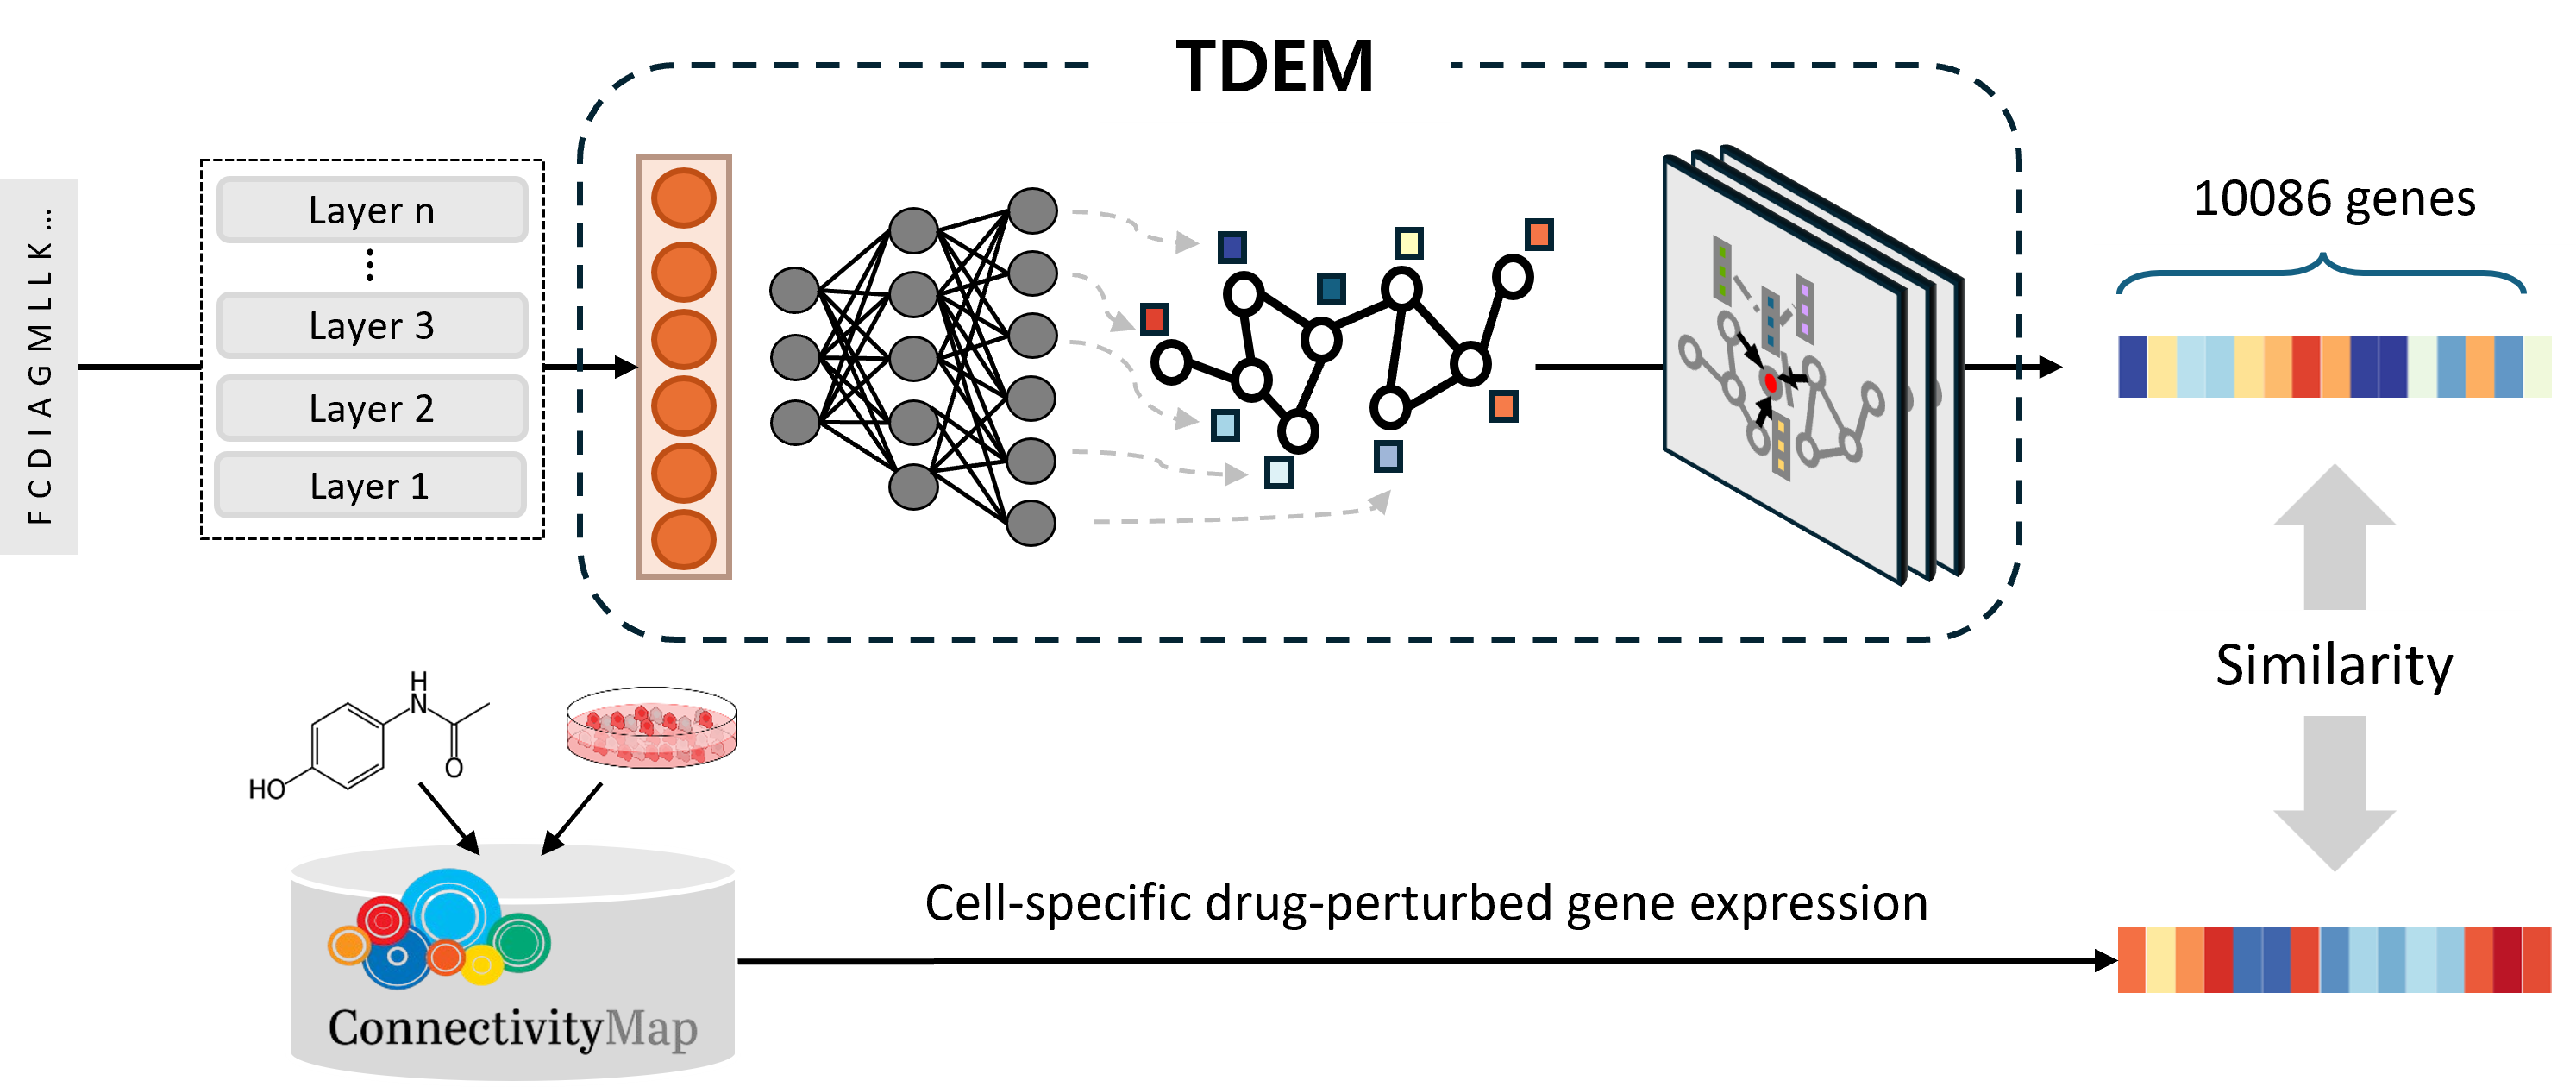 TDEM
FCDIAGMLLK...
Layer n
Layer 3
Layer 2
Layer 1
10086 genes
Similarity
H
N
O
HO
Cell-specific drug-perturbed gene expression
ConnectivityMap